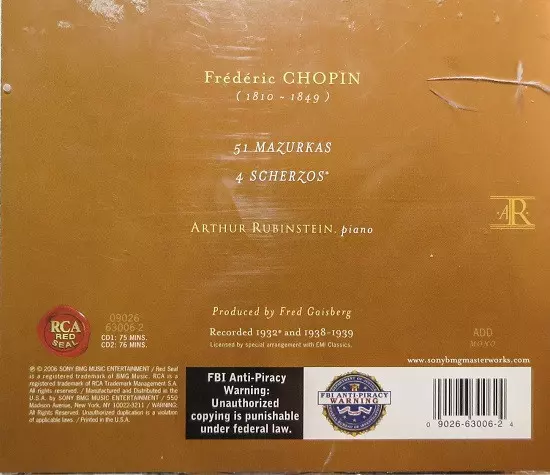 Frédéric CHOPIN
(1810 ~ 1849)
51 MAZURKAS
4 SCHERZOS*
ARTHUR RUBINSTEIN, piano
AR
Produced by Fred Gaisberg
Recorded 1932* and 1938–1939
Licensed by special arrangement with EMI Classics.
RCA
RED
SEAL
09026
63006-2
CD1: 75 MINS.
CD2: 76 MINS.
ADD
MONO
www.sonybmgmasterworks.com
℗ © 2006 SONY BMG MUSIC ENTERTAINMENT / Red Seal
is a registered trademark of BMG Music. RCA is a
registered trademark of RCA Trademark Management S.A.
All rights reserved. / Manufactured and Distributed in the
U.S.A. by SONY BMG MUSIC ENTERTAINMENT / 550
Madison Avenue, New York, NY 10022-3211 / WARNING:
All Rights Reserved. Unauthorized duplication is a violation
of applicable laws. / Printed in the U.S.A.
FBI Anti-Piracy
Warning:
Unauthorized
copying is punishable
under federal law.
FBI ANTI-PIRACY
WARNING
0 09026-63006-2 4